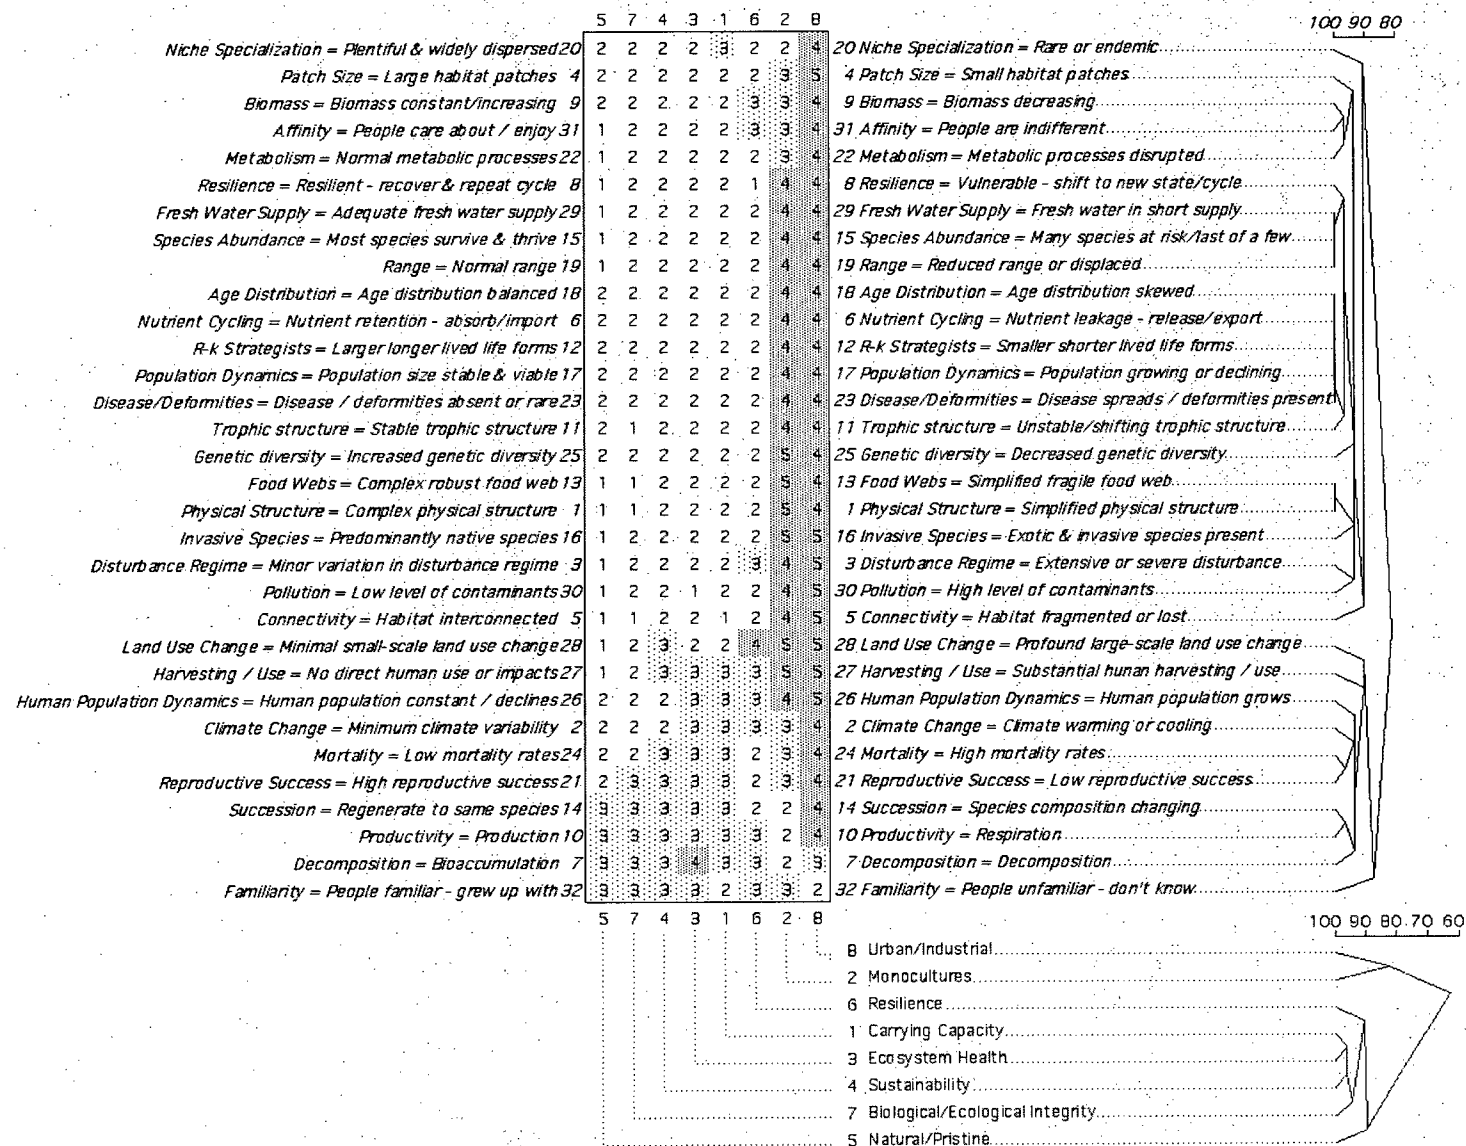 5 7 4 3 1 6 2 8
100 90 80
Niche Specialization = Plentiful & widely dispersed 20 2 2 2 2 3 2 2 4 20 Niche Specialization = Rare or endemic
Patch Size = Large habitat patches 4 2 2 2 2 2 2 3 5 4 Patch Size = Small habitat patches
Biomass = Biomass constant/increasing 9 2 2 2 2 2 3 3 4 9 Biomass = Biomass decreasing
Affinity = People care about / enjoy 31 1 2 2 2 2 3 3 4 31 Affinity = People are indifferent
Metabolism = Normal metabolic processes 22 1 2 2 2 2 2 3 4 22 Metabolism = Metabolic processes disrupted
Resilience = Resilient - recover & repeat cycle 8 1 2 2 2 2 1 4 4 8 Resilience = Vulnerable - shift to new state/cycle
Fresh Water Supply = Adequate fresh water supply 29 1 2 2 2 2 2 4 4 29 Fresh Water Supply = Fresh water in short supply
Species Abundance = Most species survive & thrive 15 1 2 2 2 2 2 4 4 15 Species Abundance = Many species at risk/last of a few
Range = Normal range 19 1 2 2 2 2 2 4 4 19 Range = Reduced range or displaced
Age Distribution = Age distribution balanced 18 2 2 2 2 2 2 4 4 18 Age Distribution = Age distribution skewed
Nutrient Cycling = Nutrient retention - absorb/import 6 2 2 2 2 2 2 4 4 6 Nutrient Cycling = Nutrient leakage - release/export
R-k Strategists = Larger longer lived life forms 12 2 2 2 2 2 2 4 4 12 R-k Strategists = Smaller shorter lived life forms
Population Dynamics = Population size stable & viable 17 2 2 2 2 2 2 4 4 17 Population Dynamics = Population growing or declining
Disease/Deformities = Disease / deformities absent or rare 23 2 2 2 2 2 2 4 4 23 Disease/Deformities = Disease spreads / deformities present
Trophic structure = Stable trophic structure 11 2 1 2 2 2 2 4 4 11 Trophic structure = Unstable/shifting trophic structure
Genetic diversity = Increased genetic diversity 25 2 2 2 2 2 2 5 4 25 Genetic diversity = Decreased genetic diversity
Food Webs = Complex robust food web 13 1 1 2 2 2 2 5 4 13 Food Webs = Simplified fragile food web
Physical Structure = Complex physical structure 1 1 1 2 2 2 2 5 4 1 Physical Structure = Simplified physical structure
Invasive Species = Predominantly native species 16 1 2 2 2 2 2 5 5 16 Invasive Species = Exotic & invasive species present
Disturbance Regime = Minor variation in disturbance regime 3 1 2 2 2 2 3 4 5 3 Disturbance Regime = Extensive or severe disturbance
Pollution = Low level of contaminants 30 1 2 2 1 2 2 4 5 30 Pollution = High level of contaminants
Connectivity = Habitat interconnected 5 1 1 2 2 1 2 4 5 5 Connectivity = Habitat fragmented or lost
Land Use Change = Minimal small-scale land use change 28 1 2 3 2 2 4 5 5 28 Land Use Change = Profound large-scale land use change
Harvesting / Use = No direct human use or impacts 27 1 2 3 3 3 3 5 5 27 Harvesting / Use = Substantial human harvesting / use
Human Population Dynamics = Human population constant / declines 26 2 2 2 3 3 3 4 5 26 Human Population Dynamics = Human population grows
Climate Change = Minimum climate variability 2 2 2 2 3 3 3 3 4 2 Climate Change = Climate warming or cooling
Mortality = Low mortality rates 24 2 2 3 3 3 2 3 4 24 Mortality = High mortality rates
Reproductive Success = High reproductive success 21 2 3 3 3 3 2 3 4 21 Reproductive Success = Low reproductive success
Succession = Regenerate to same species 14 3 3 3 3 3 2 2 4 14 Succession = Species composition changing
Productivity = Production 10 3 3 3 3 3 3 2 4 10 Productivity = Respiration
Decomposition = Bioaccumulation 7 3 3 3 4 3 3 2 3 7 Decomposition = Decomposition
Familiarity = People familiar - grew up with 32 3 3 3 3 2 3 3 2 32 Familiarity = People unfamiliar - don't know
5 7 4 3 1 6 2 8
100 90 80 70 60
8 Urban/Industrial
2 Monocultures
6 Resilience
1 Carrying Capacity
3 Ecosystem Health
4 Sustainability
7 Biological/Ecological Integrity
5 Natural/Pristine